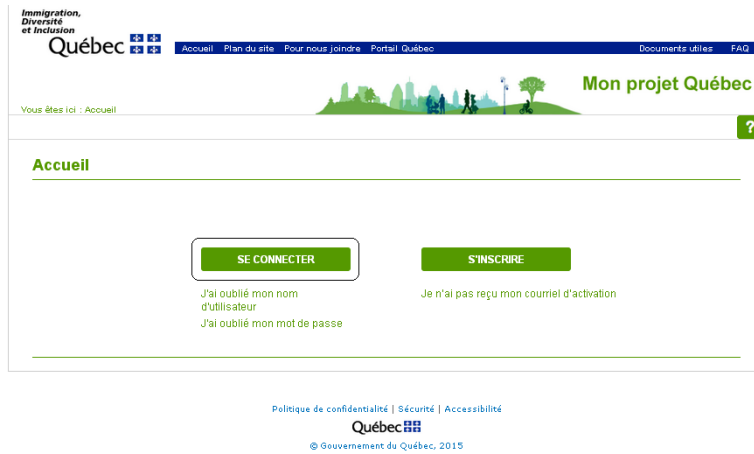 Immigration,
Diversité
et Inclusion
Québec
Accueil Plan du site Pour nous joindre Portail Québec Documents utiles FAQ
Mon projet Québec
Vous êtes ici : Accueil
?
Accueil
SE CONNECTER S'INSCRIRE
J'ai oublié mon nom Je n'ai pas reçu mon courriel d'activation
d'utilisateur
J'ai oublié mon mot de passe
Politique de confidentialité | Sécurité | Accessibilité
Québec
© Gouvernement du Québec, 2015